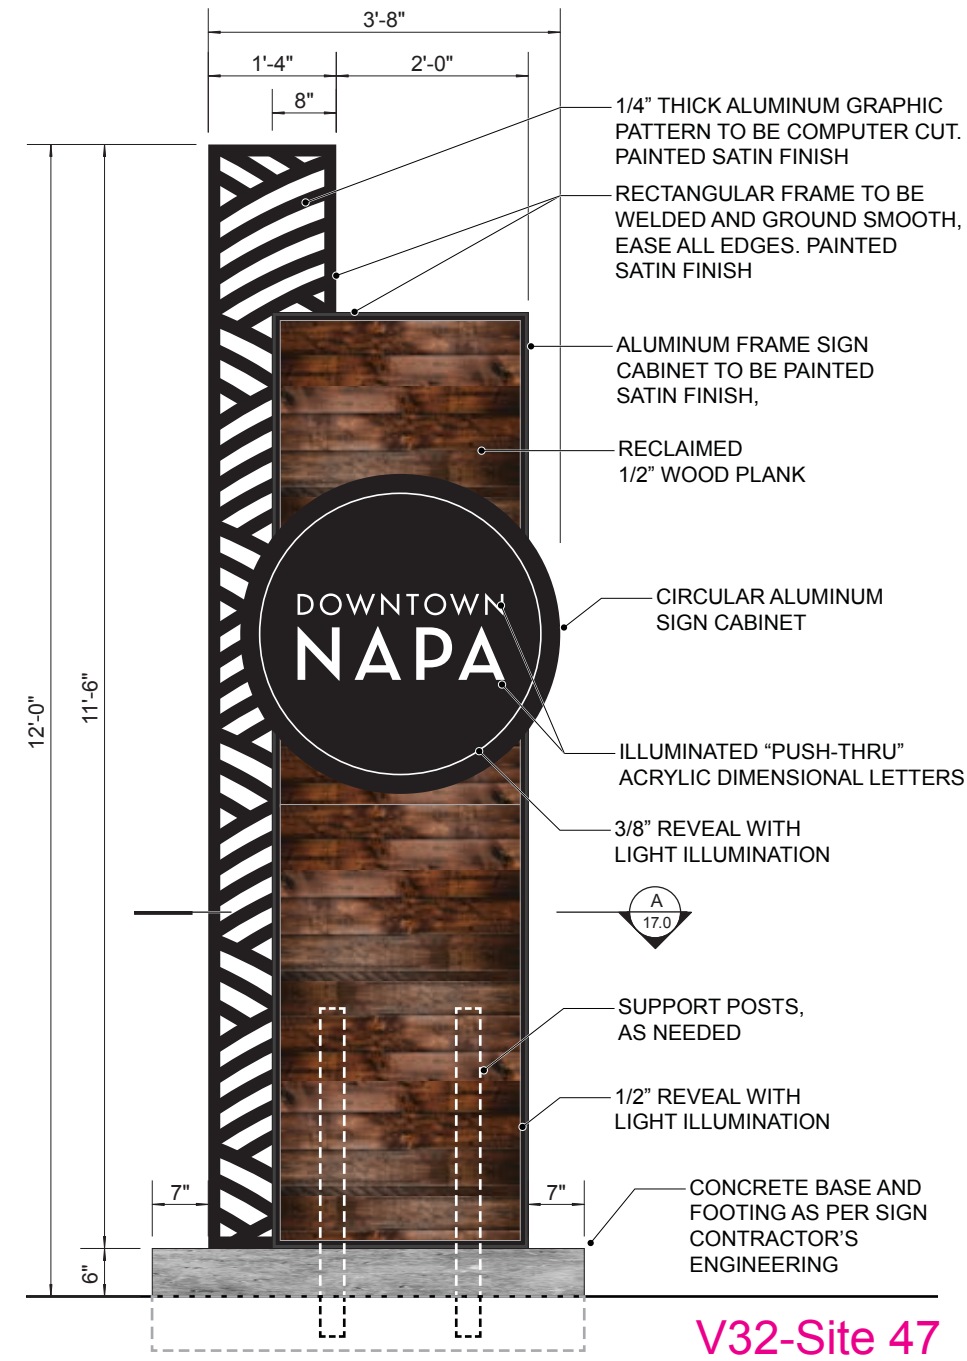 3'-8"
1'-4"
2'-0"
8"
1/4” THICK ALUMINUM GRAPHIC
PATTERN TO BE COMPUTER CUT.
PAINTED SATIN FINISH
RECTANGULAR FRAME TO BE
WELDED AND GROUND SMOOTH,
EASE ALL EDGES. PAINTED
SATIN FINISH
ALUMINUM FRAME SIGN
CABINET TO BE PAINTED
SATIN FINISH,
RECLAIMED
1/2” WOOD PLANK
DOWNTOWN
NAPA
CIRCULAR ALUMINUM
SIGN CABINET
12'-0"
11'-6"
ILLUMINATED “PUSH-THRU”
ACRYLIC DIMENSIONAL LETTERS
3/8” REVEAL WITH
LIGHT ILLUMINATION
A
17.0
SUPPORT POSTS,
AS NEEDED
1/2” REVEAL WITH
LIGHT ILLUMINATION
7"
7"
CONCRETE BASE AND
FOOTING AS PER SIGN
CONTRACTOR’S
ENGINEERING
6"
V32-Site 47